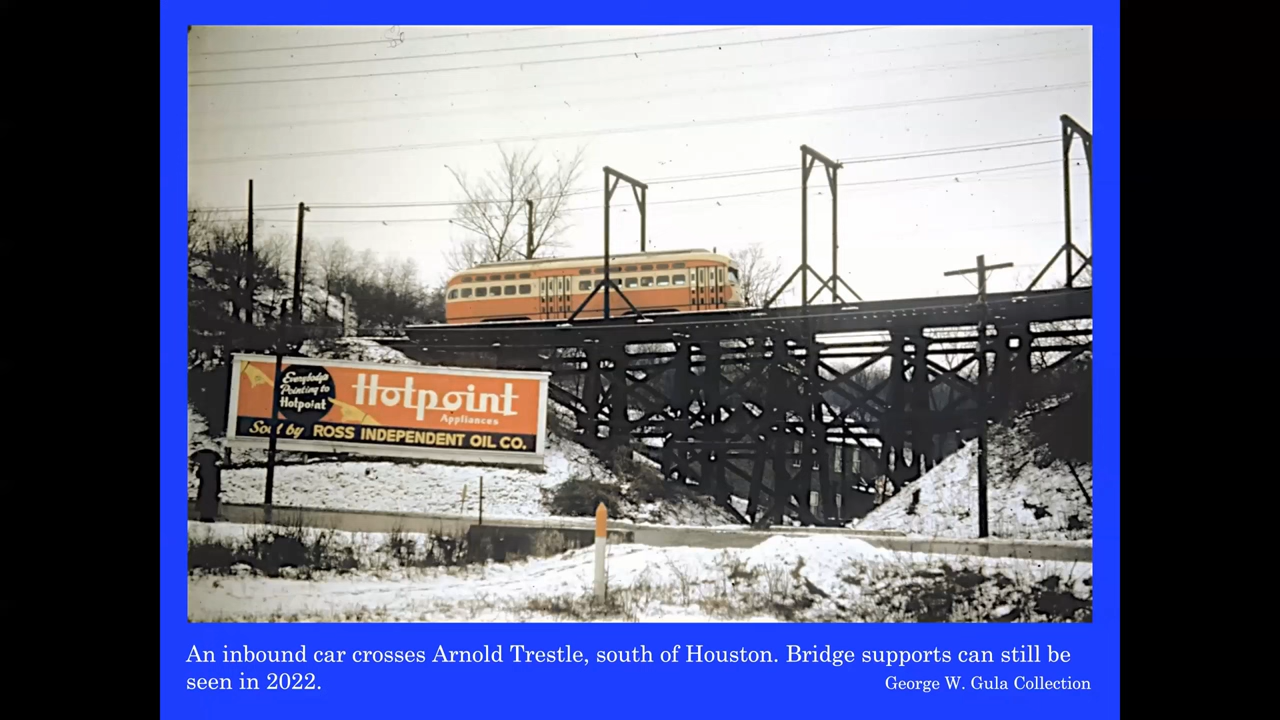 Everybody's
Pointing to
Hotpoint
Hotpoint
Appliances
Sold by ROSS INDEPENDENT OIL CO.
An inbound car crosses Arnold Trestle, south of Houston. Bridge supports can still be
seen in 2022.
George W. Gula Collection